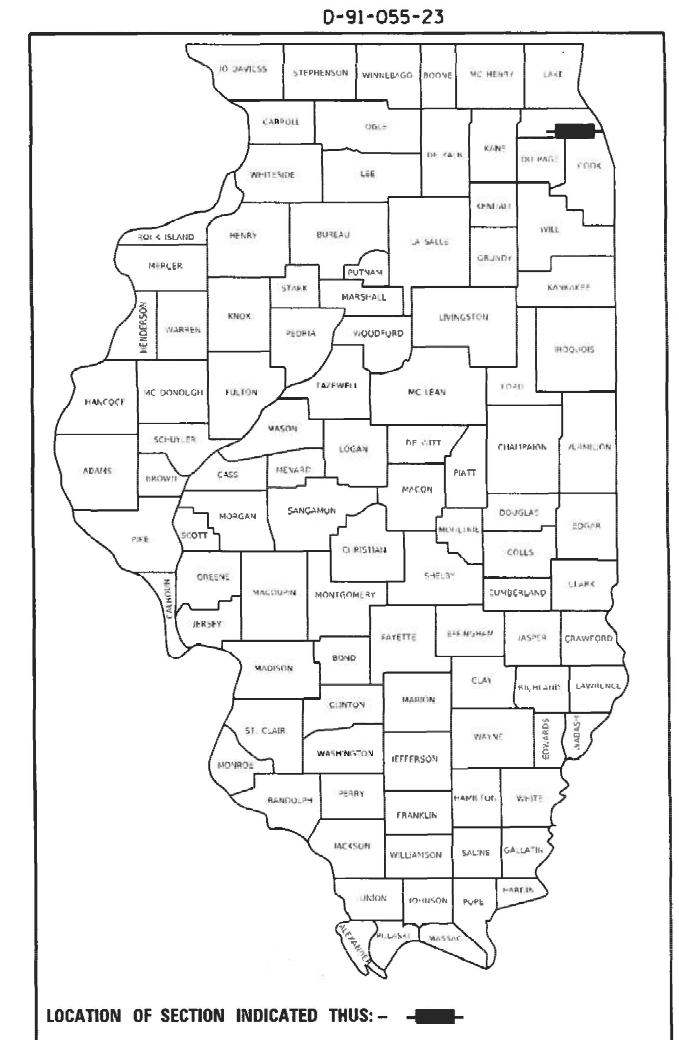 D-91-055-23
JO DAVIESS STEPHENSON WINNEBAGO BOONE MC HENRY LAKE
CARROLL OGLE DE KALB KANE DU PAGE COOK
WHITESIDE LEE
KENDALL
ROCK ISLAND HENRY BUREAU LA SALLE WILL
MERCER PUTNAM GRUNDY
STARK MARSHALL KANKAKEE
HENDERSON WARREN KNOX PEORIA WOODFORD LIVINGSTON
IROQUOIS
HANCOCK MC DONOUGH FULTON TAZEWELL MC LEAN FORD
MASON
SCHUYLER LOGAN DE WITT CHAMPAIGN VERMILION
ADAMS BROWN CASS MENARD PIATT
MACON
PIKE SCOTT MORGAN SANGAMON MOULTRIE DOUGLAS EDGAR
CHRISTIAN COLES
CALHOUN GREENE MACOUPIN MONTGOMERY SHELBY CUMBERLAND CLARK
JERSEY FAYETTE EFFINGHAM JASPER CRAWFORD
MADISON BOND
CLAY RICHLAND LAWRENCE
CLINTON MARION
ST. CLAIR WAYNE EDWARDS WABASH
MONROE WASHINGTON JEFFERSON
RANDOLPH PERRY HAMILTON WHITE
FRANKLIN
JACKSON WILLIAMSON SALINE GALLATIN
UNION JOHNSON POPE HARDIN
ALEXANDER PULASKI MASSAC
LOCATION OF SECTION INDICATED THUS: -